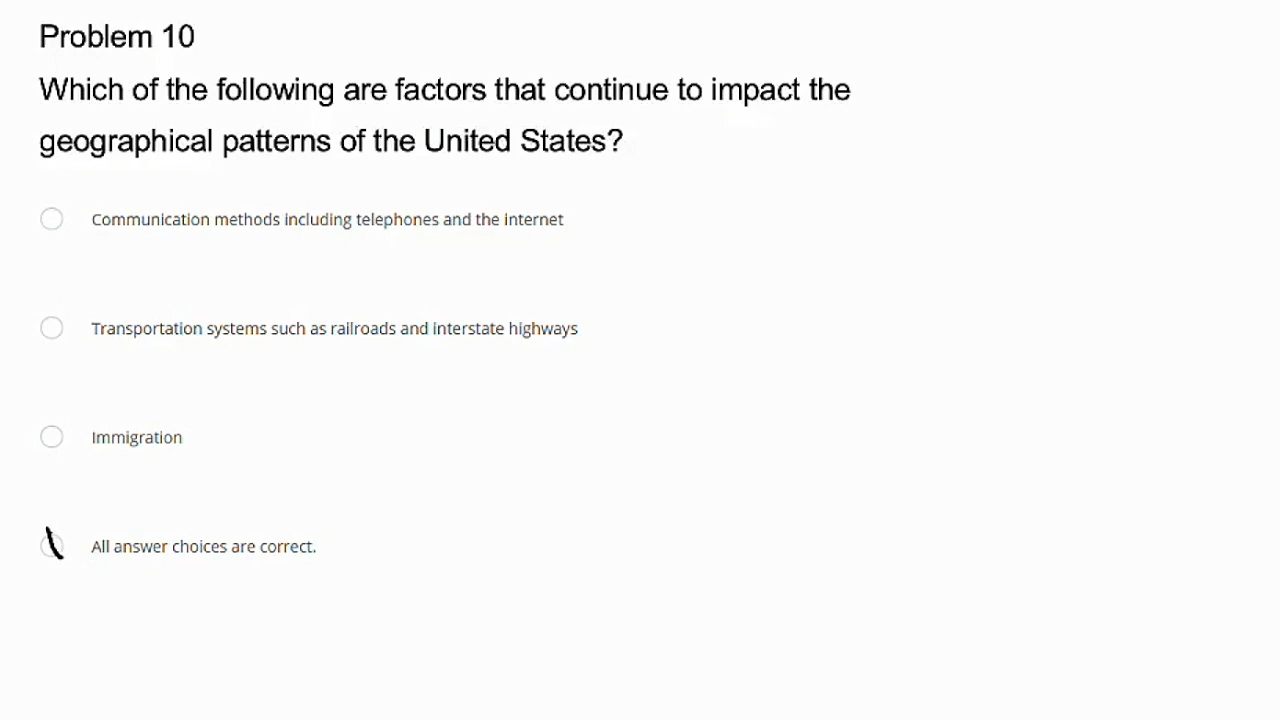 Problem 10
Which of the following are factors that continue to impact the
geographical patterns of the United States?
Communication methods including telephones and the internet
Transportation systems such as railroads and interstate highways
Immigration
All answer choices are correct.